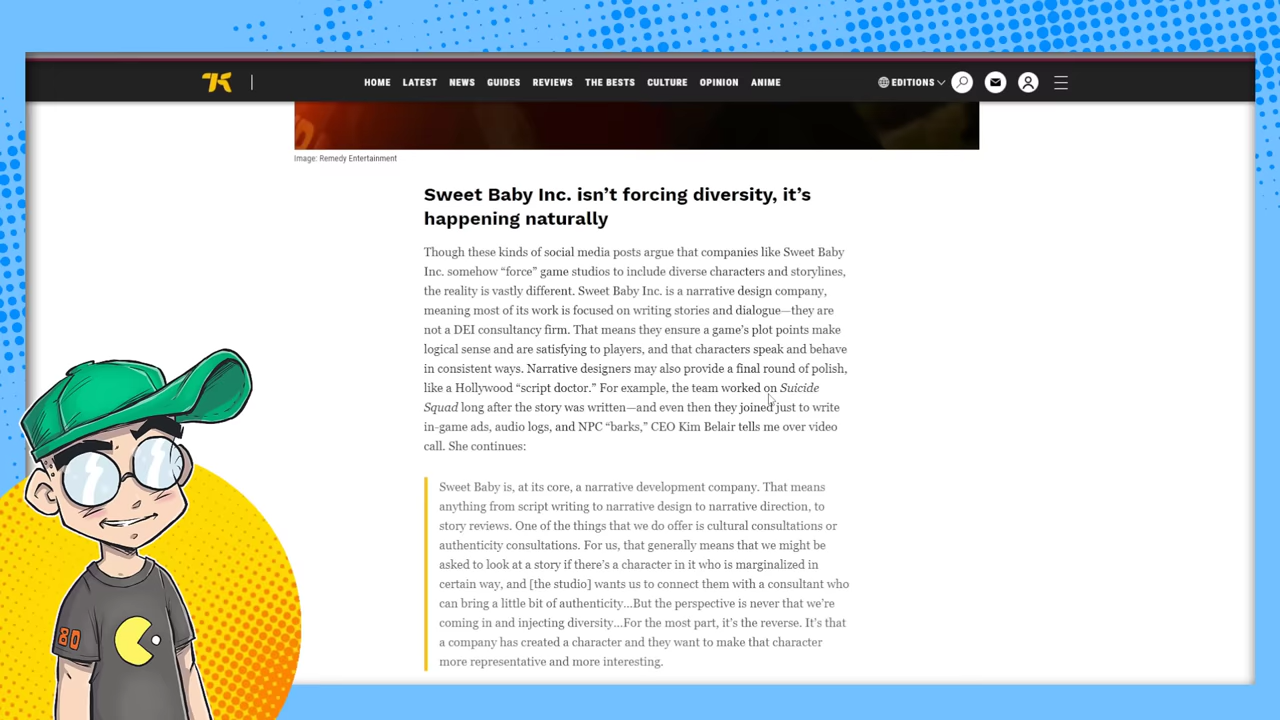 HOME LATEST NEWS GUIDES REVIEWS THE BESTS CULTURE OPINION ANIME EDITIONS
Image: Remedy Entertainment
Sweet Baby Inc. isn’t forcing diversity, it’s
happening naturally
Though these kinds of social media posts argue that companies like Sweet Baby
Inc. somehow “force” game studios to include diverse characters and storylines,
the reality is vastly different. Sweet Baby Inc. is a narrative design company,
meaning most of its work is focused on writing stories and dialogue—they are
not a DEI consultancy firm. That means they ensure a game’s plot points make
logical sense and are satisfying to players, and that characters speak and behave
in consistent ways. Narrative designers may also provide a final round of polish,
like a Hollywood “script doctor.” For example, the team worked on Suicide
Squad long after the story was written—and even then they joined just to write
in-game ads, audio logs, and NPC “barks,” CEO Kim Belair tells me over video
call. She continues:
Sweet Baby is, at its core, a narrative development company. That means
anything from script writing to narrative design to narrative direction, to
story reviews. One of the things that we do offer is cultural consultations or
authenticity consultations. For us, that generally means that we might be
asked to look at a story if there’s a character in it who is marginalized in
certain way, and [the studio] wants us to connect them with a consultant who
can bring a little bit of authenticity...But the perspective is never that we’re
coming in and injecting diversity...For the most part, it’s the reverse. It’s that
a company has created a character and they want to make that character
more representative and more interesting.
80